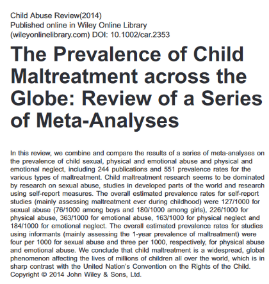 Child Abuse Review(2014)
Published online in Wiley Online Library
(wileyonlinelibrary.com) DOI: 10.1002/car.2353
The Prevalence of Child
Maltreatment across the
Globe: Review of a Series
of Meta-Analyses
In this review, we combine and compare the results of a series of meta-analyses on
the prevalence of child sexual, physical and emotional abuse and physical and
emotional neglect, including 244 publications and 551 prevalence rates for the
various types of maltreatment. Child maltreatment research seems to be dominated
by research on sexual abuse, studies in developed parts of the world and research
using self-report measures. The overall estimated prevalence rates for self-report
studies (mainly assessing maltreatment ever during childhood) were 127/1000 for
sexual abuse (76/1000 among boys and 180/1000 among girls), 226/1000 for
physical abuse, 363/1000 for emotional abuse, 163/1000 for physical neglect and
184/1000 for emotional neglect. The overall estimated prevalence rates for studies
using informants (mainly assessing the 1-year prevalence of maltreatment) were
four per 1000 for sexual abuse and three per 1000, respectively, for physical abuse
and emotional abuse. We conclude that child maltreatment is a widespread, global
phenomenon affecting the lives of millions of children all over the world, which is in
sharp contrast with the United Nation's Convention on the Rights of the Child.
Copyright © 2014 John Wiley & Sons, Ltd.